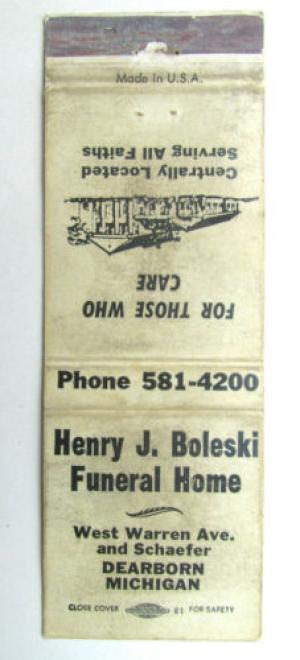 Made in U.S.A.
FOR THOSE WHO
CARE
Centrally Located
Serving All Faiths
Phone 581-4200
Henry J. Boleski
Funeral Home
West Warren Ave.
and Schaefer
DEARBORN
MICHIGAN
CLOSE COVER 81 FOR SAFETY